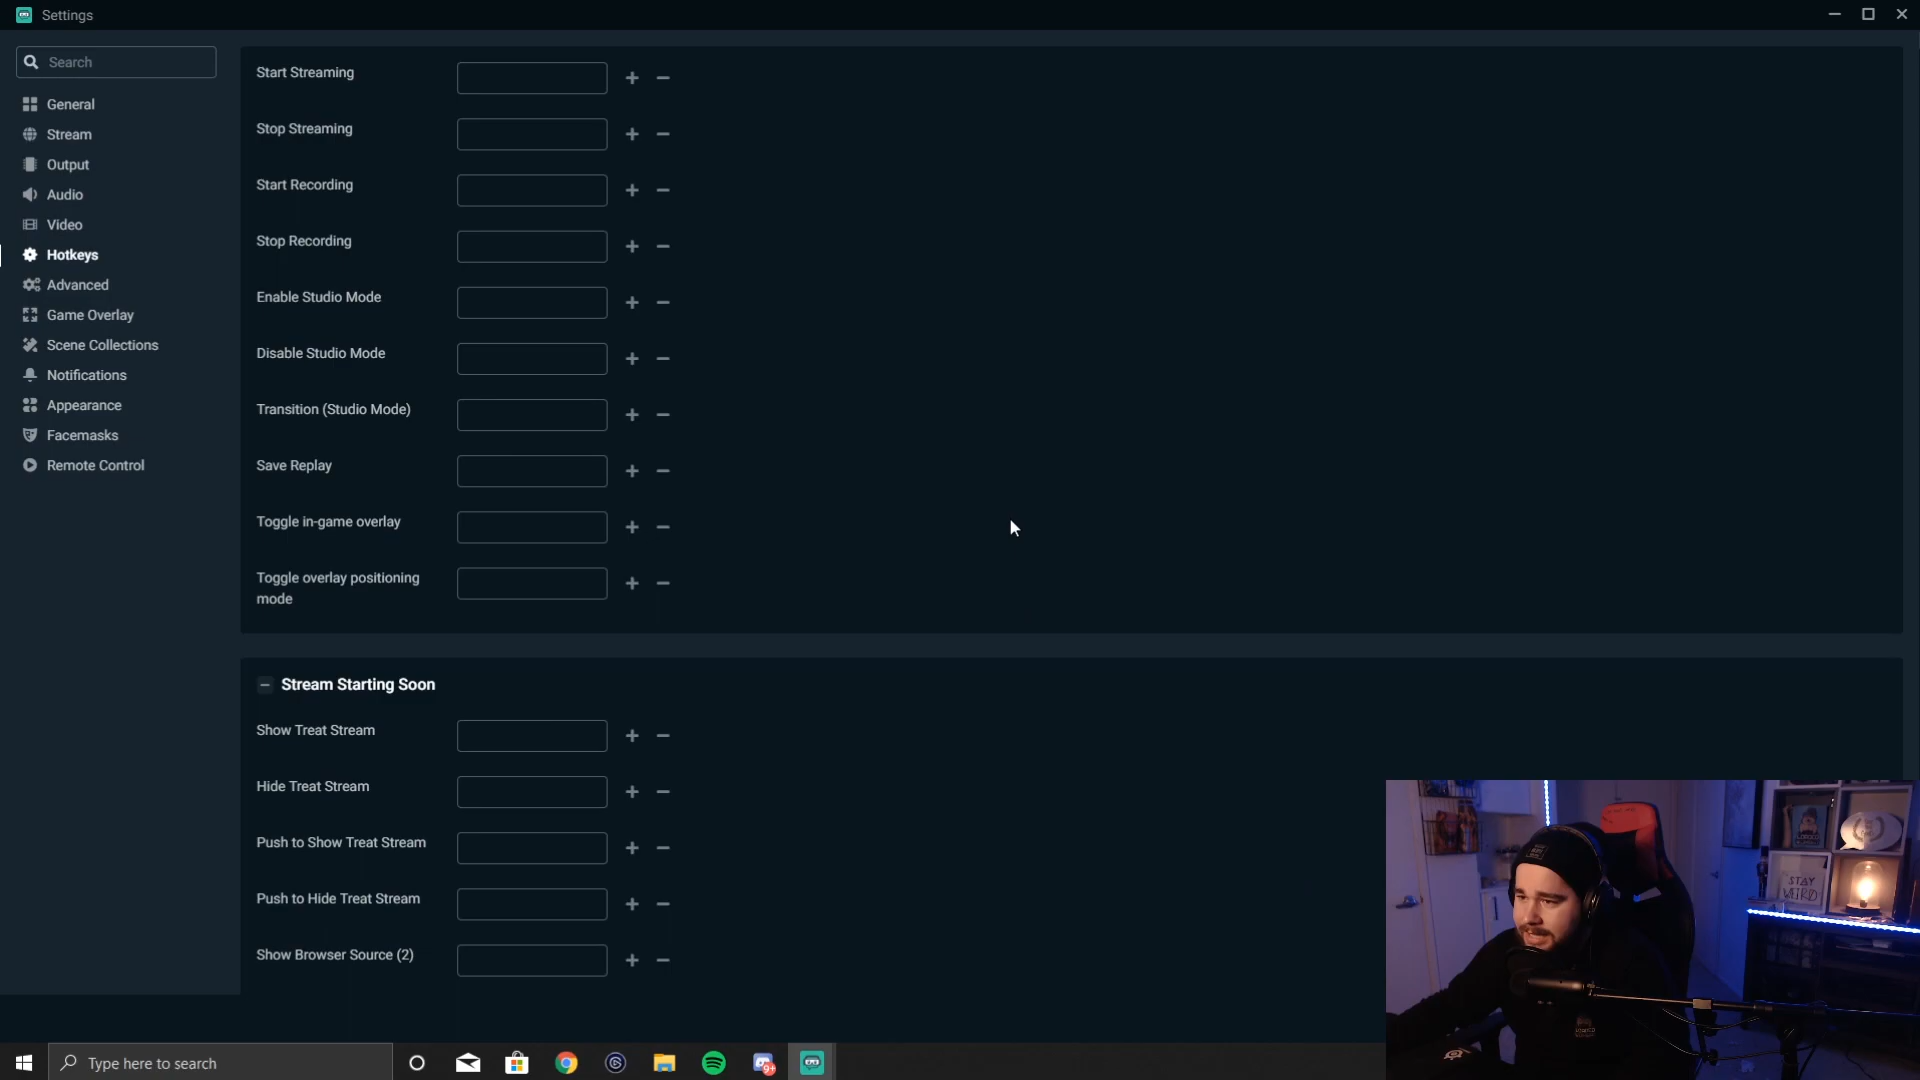 Settings
Search
General
Stream
Output
Audio
Video
Hotkeys
Advanced
Game Overlay
Scene Collections
Notifications
Appearance
Facemasks
Remote Control
Start Streaming
Stop Streaming
Start Recording
Stop Recording
Enable Studio Mode
Disable Studio Mode
Transition (Studio Mode)
Save Replay
Toggle in-game overlay
Toggle overlay positioning
mode
Stream Starting Soon
Show Treat Stream
Hide Treat Stream
Push to Show Treat Stream
Push to Hide Treat Stream
Show Browser Source (2)
STAY
WEIRD
Type here to search
9+